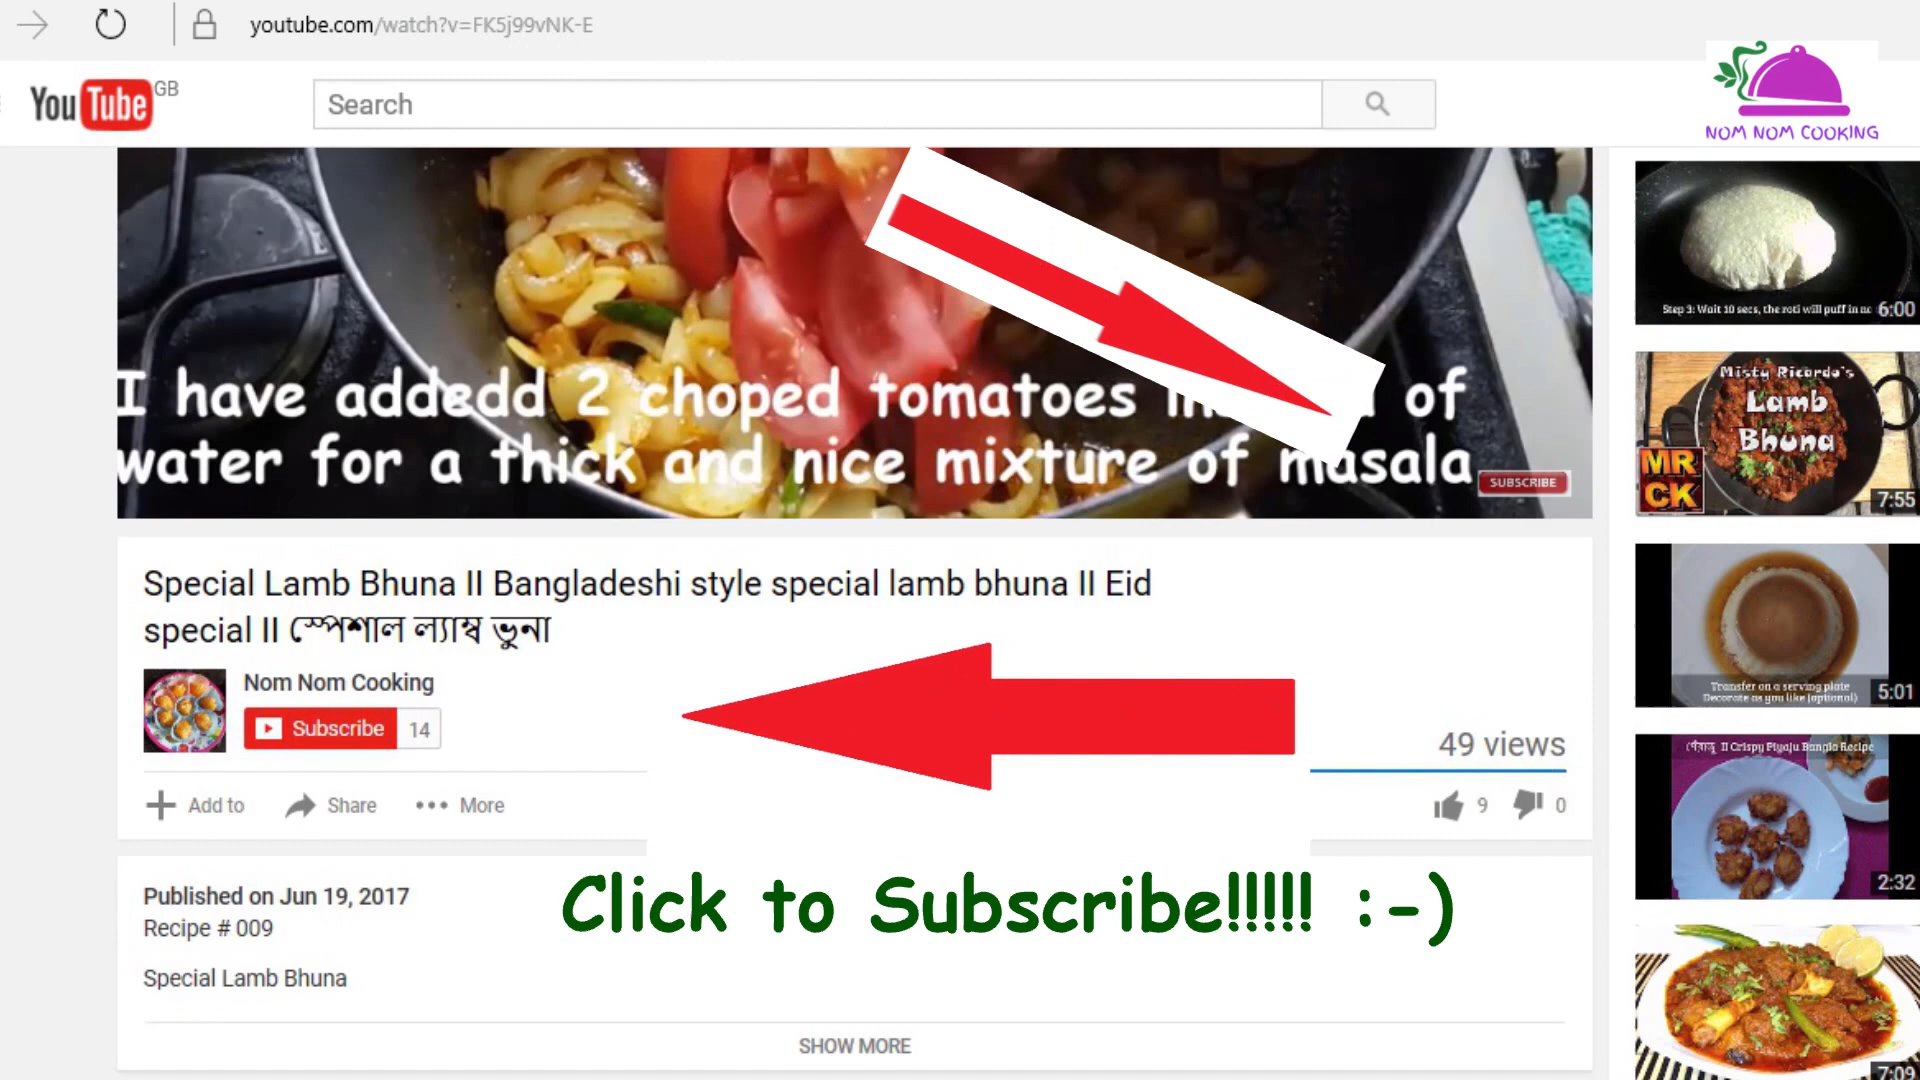 youtube.com/watch?v=FK5j99vNK-E
YouTube GB
Search
NOM NOM COOKING
I have addedd 2 choped tomatoes of
water for a thick and nice mixture of masala
SUBSCRIBE
Special Lamb Bhuna II Bangladeshi style special lamb bhuna II Eid
special II স্পেশাল ল্যাম্ব ভুনা
Nom Nom Cooking
Subscribe 14
49 views
Add to Share More
9 0
Published on Jun 19, 2017
Recipe # 009
Special Lamb Bhuna
Click to Subscribe!!!!! :-)
SHOW MORE
Step 3: Wait 10 secs, the roti will puff in no 6:00
Misty Ricardo's
Lamb
Bhuna
MR
CK
7:55
Transfer on a serving plate
Decorate as you like (optional)
5:01
পেঁয়াজু II Crispy Piyaju Bangla Recipe
2:32
7:09